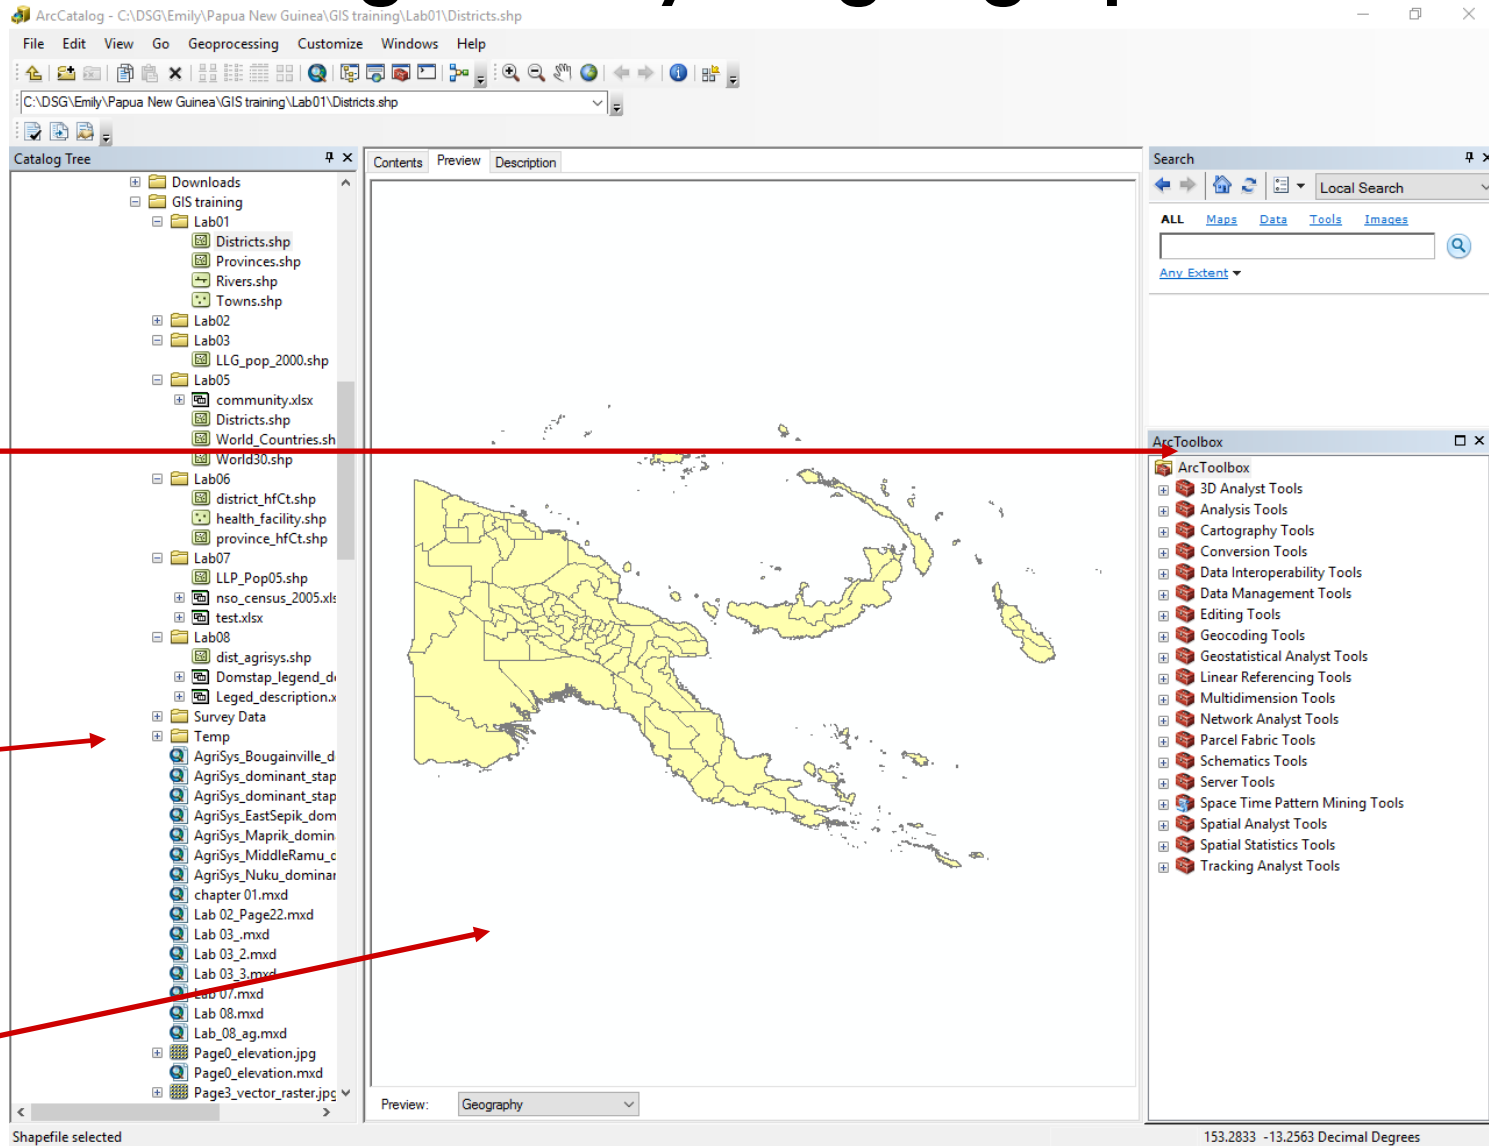 ArcCatalog - C:\DSG\Emily\Papua New Guinea\GIS training\Lab01\Districts.shp
File Edit View Go Geoprocessing Customize Windows Help
C:\DSG\Emily\Papua New Guinea\GIS training\Lab01\Districts.shp
Catalog Tree
Downloads
GIS training
Lab01
Districts.shp
Provinces.shp
Rivers.shp
Towns.shp
Lab02
Lab03
LLG_pop_2000.shp
Lab05
community.xlsx
Districts.shp
World_Countries.sh
World30.shp
Lab06
district_hfCt.shp
health_facility.shp
province_hfCt.shp
Lab07
LLP_Pop05.shp
nso_census_2005.xls
test.xlsx
Lab08
dist_agrisys.shp
Domstap_legend_d
Leged_description.x
Survey Data
Temp
AgriSys_Bougainville_d
AgriSys_dominant_stap
AgriSys_dominant_stap
AgriSys_EastSepik_dom
AgriSys_Maprik_domin
AgriSys_MiddleRamu_d
AgriSys_Nuku_dominar
chapter 01.mxd
Lab 02_Page22.mxd
Lab 03_.mxd
Lab 03_2.mxd
Lab 03_3.mxd
Lab 07.mxd
Lab 08.mxd
Lab_08_ag.mxd
Page0_elevation.jpg
Page0_elevation.mxd
Page3_vector_raster.jpg
Contents Preview Description
Preview: Geography
Search
Local Search
ALL Maps Data Tools Images
Any Extent
ArcToolbox
ArcToolbox
3D Analyst Tools
Analysis Tools
Cartography Tools
Conversion Tools
Data Interoperability Tools
Data Management Tools
Editing Tools
Geocoding Tools
Geostatistical Analyst Tools
Linear Referencing Tools
Multidimension Tools
Network Analyst Tools
Parcel Fabric Tools
Schematics Tools
Server Tools
Space Time Pattern Mining Tools
Spatial Analyst Tools
Spatial Statistics Tools
Tracking Analyst Tools
Shapefile selected
153.2833 -13.2563 Decimal Degrees